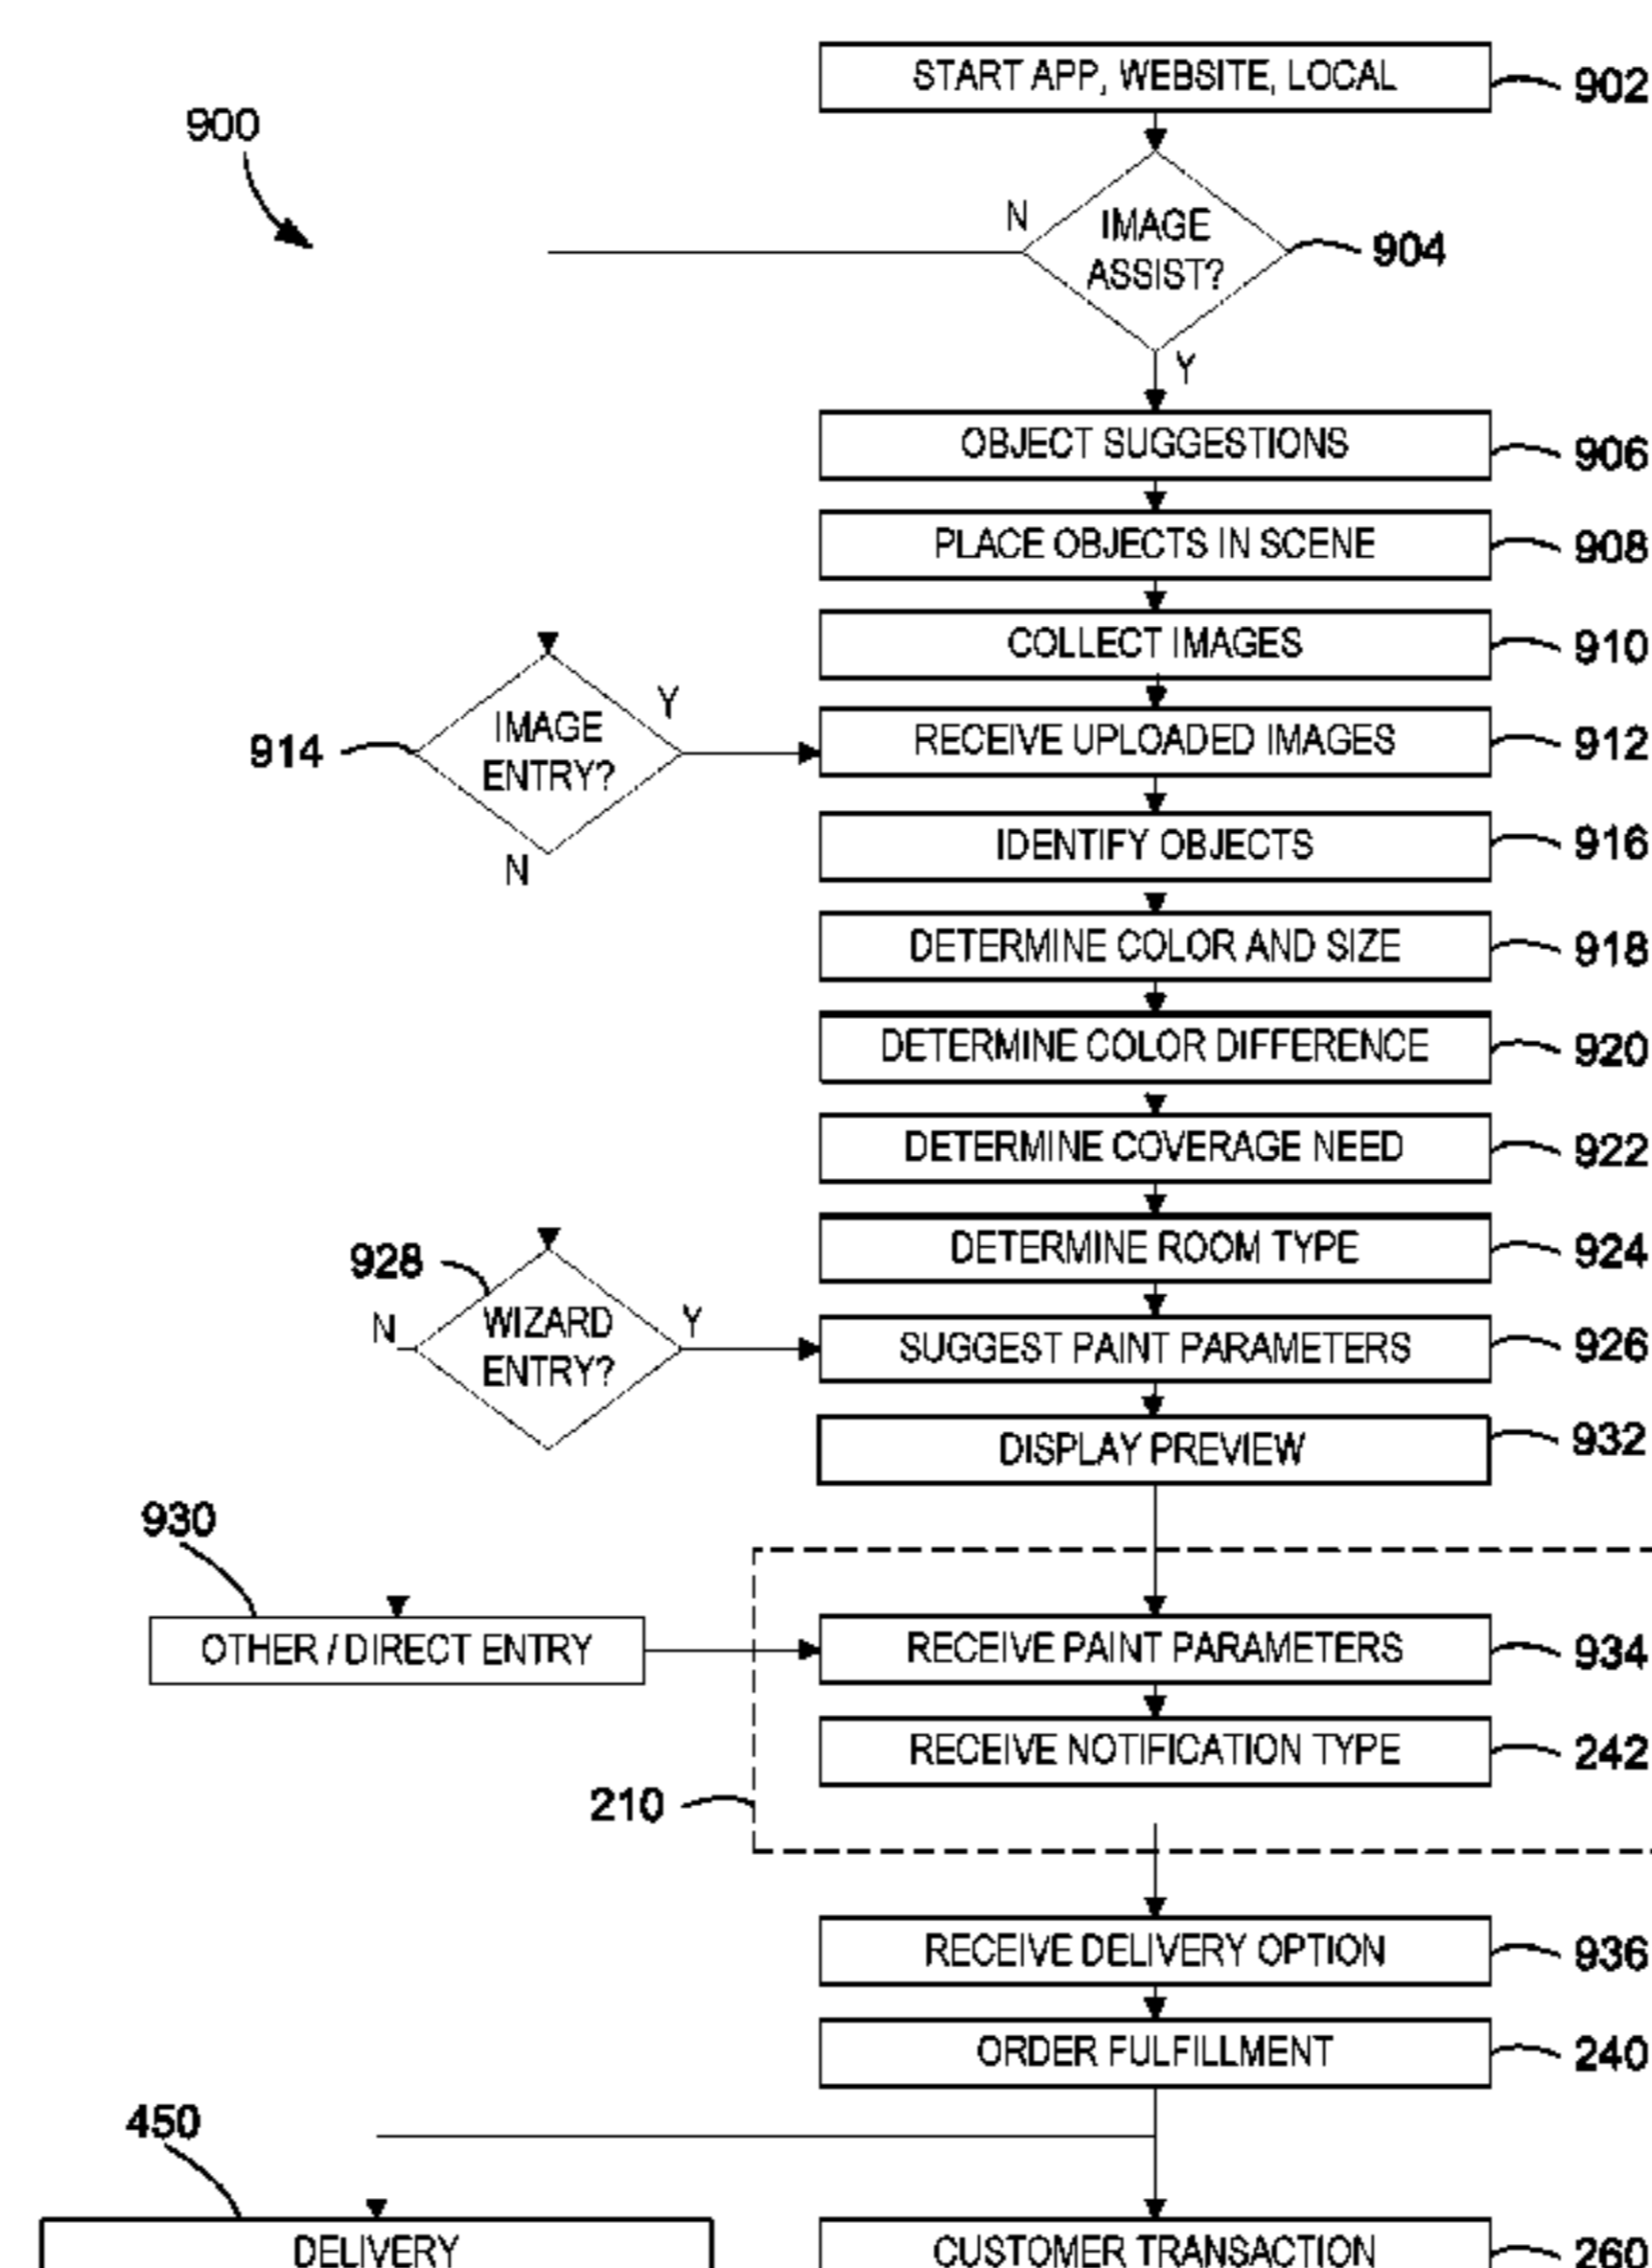 START APP, WEBSITE, LOCAL
902
900
N
IMAGE
ASSIST?
904
Y
OBJECT SUGGESTIONS
906
PLACE OBJECTS IN SCENE
908
COLLECT IMAGES
910
914
IMAGE
ENTRY?
Y
N
RECEIVE UPLOADED IMAGES
912
IDENTIFY OBJECTS
916
DETERMINE COLOR AND SIZE
918
DETERMINE COLOR DIFFERENCE
920
DETERMINE COVERAGE NEED
922
DETERMINE ROOM TYPE
924
928
N
WIZARD
ENTRY?
Y
SUGGEST PAINT PARAMETERS
926
DISPLAY PREVIEW
932
930
OTHER / DIRECT ENTRY
RECEIVE PAINT PARAMETERS
934
RECEIVE NOTIFICATION TYPE
242
210
RECEIVE DELIVERY OPTION
936
ORDER FULFILLMENT
240
450
DELIVERY
CUSTOMER TRANSACTION
260